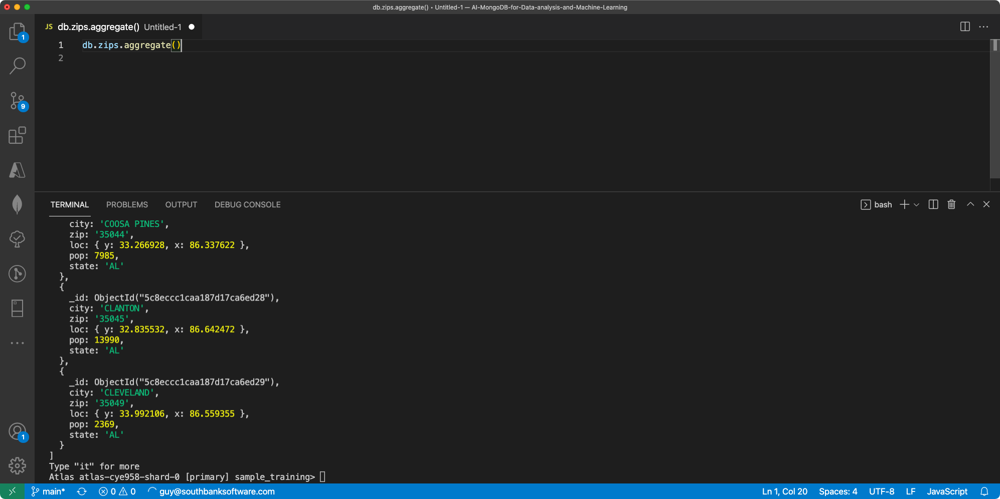 db.zips.aggregate() • Untitled-1 — AI-MongoDB-for-Data-analysis-and-Machine-Learning
JS db.zips.aggregate() Untitled-1
1
1 db.zips.aggregate()
2
9
TERMINAL PROBLEMS OUTPUT DEBUG CONSOLE bash
city: 'COOSA PINES',
zip: '35044',
loc: { y: 33.266928, x: 86.337622 },
pop: 7985,
state: 'AL'
},
{
_id: ObjectId("5c8eccc1caa187d17ca6ed28"),
city: 'CLANTON',
zip: '35045',
loc: { y: 32.835532, x: 86.642472 },
pop: 13990,
state: 'AL'
},
{
_id: ObjectId("5c8eccc1caa187d17ca6ed29"),
city: 'CLEVELAND',
zip: '35049',
loc: { y: 33.992106, x: 86.559355 },
pop: 2369,
state: 'AL'
}
1
]
Type "it" for more
Atlas atlas-cye958-shard-0 [primary] sample_training>
main* 0 0 guy@southbanksoftware.com Ln 1, Col 20 Spaces: 4 UTF-8 LF JavaScript